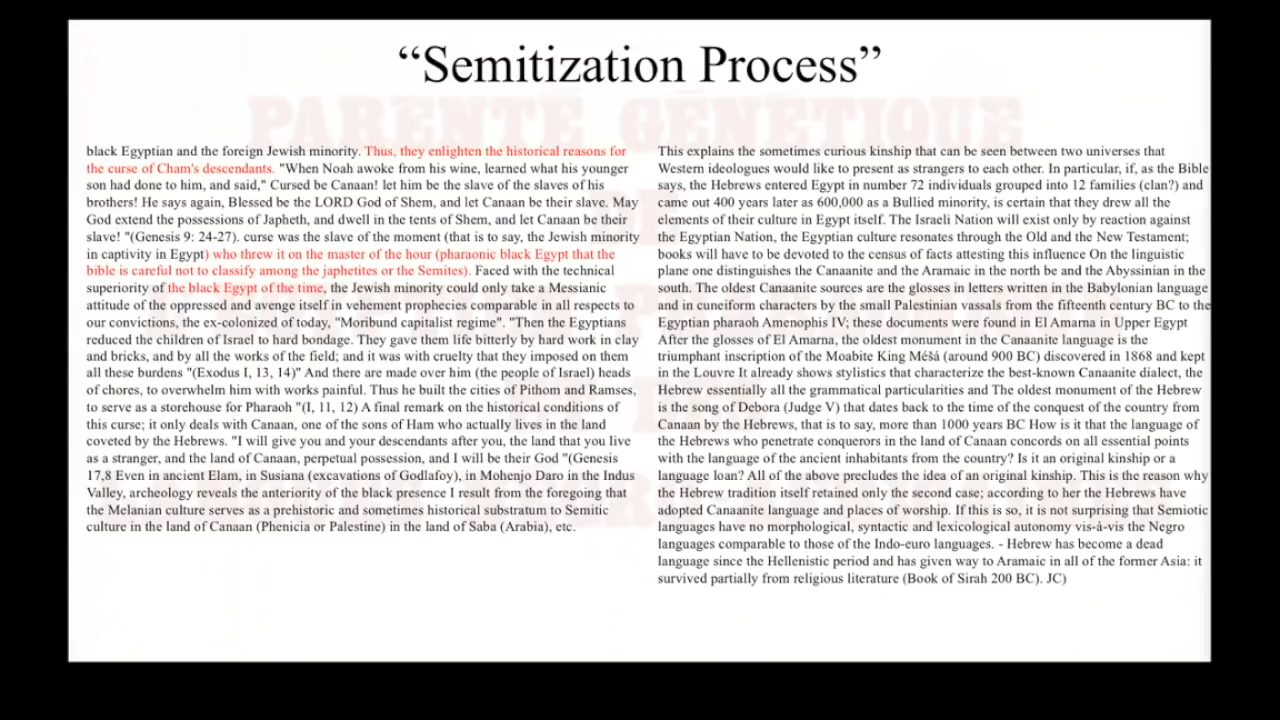 “Semitization Process”
PARENTÉ GÉNÉTIQUE
black Egyptian and the foreign Jewish minority. Thus, they enlighten the historical reasons for
the curse of Cham's descendants. "When Noah awoke from his wine, learned what his younger
son had done to him, and said," Cursed be Canaan! let him be the slave of the slaves of his
brothers! He says again, Blessed be the LORD God of Shem, and let Canaan be their slave. May
God extend the possessions of Japheth, and dwell in the tents of Shem, and let Canaan be their
slave! "(Genesis 9: 24-27). curse was the slave of the moment (that is to say, the Jewish minority
in captivity in Egypt) who threw it on the master of the hour (pharaonic black Egypt that the
bible is careful not to classify among the japhetites or the Semites). Faced with the technical
superiority of the black Egypt of the time, the Jewish minority could only take a Messianic
attitude of the oppressed and avenge itself in vehement prophecies comparable in all respects to
our convictions, the ex-colonized of today, "Moribund capitalist regime". "Then the Egyptians
reduced the children of Israel to hard bondage. They gave them life bitterly by hard work in clay
and bricks, and by all the works of the field; and it was with cruelty that they imposed on them
all these burdens "(Exodus I, 13, 14)" And there are made over him (the people of Israel) heads
of chores, to overwhelm him with works painful. Thus he built the cities of Pithom and Ramses,
to serve as a storehouse for Pharaoh "(I, 11, 12) A final remark on the historical conditions of
this curse; it only deals with Canaan, one of the sons of Ham who actually lives in the land
coveted by the Hebrews. "I will give you and your descendants after you, the land that you live
as a stranger, and the land of Canaan, perpetual possession, and I will be their God "(Genesis
17,8 Even in ancient Elam, in Susiana (excavations of Godlafoy), in Mohenjo Daro in the Indus
Valley, archeology reveals the anteriority of the black presence I result from the foregoing that
the Melanian culture serves as a prehistoric and sometimes historical substratum to Semitic
culture in the land of Canaan (Phenicia or Palestine) in the land of Saba (Arabia), etc.
This explains the sometimes curious kinship that can be seen between two universes that
Western ideologues would like to present as strangers to each other. In particular, if, as the Bible
says, the Hebrews entered Egypt in number 72 individuals grouped into 12 families (clan?) and
came out 400 years later as 600,000 as a Bullied minority, is certain that they drew all the
elements of their culture in Egypt itself. The Israeli Nation will exist only by reaction against
the Egyptian Nation, the Egyptian culture resonates through the Old and the New Testament;
books will have to be devoted to the census of facts attesting this influence On the linguistic
plane one distinguishes the Canaanite and the Aramaic in the north be and the Abyssinian in the
south. The oldest Canaanite sources are the glosses in letters written in the Babylonian language
and in cuneiform characters by the small Palestinian vassals from the fifteenth century BC to the
Egyptian pharaoh Amenophis IV; these documents were found in El Amarna in Upper Egypt
After the glosses of El Amarna, the oldest monument in the Canaanite language is the
triumphant inscription of the Moabite King Méšá (around 900 BC) discovered in 1868 and kept
in the Louvre It already shows stylistics that characterize the best-known Canaanite dialect, the
Hebrew essentially all the grammatical particularities and The oldest monument of the Hebrew
is the song of Debora (Judge V) that dates back to the time of the conquest of the country from
Canaan by the Hebrews, that is to say, more than 1000 years BC How is it that the language of
the Hebrews who penetrate conquerors in the land of Canaan concords on all essential points
with the language of the ancient inhabitants from the country? Is it an original kinship or a
language loan? All of the above precludes the idea of an original kinship. This is the reason why
the Hebrew tradition itself retained only the second case; according to her the Hebrews have
adopted Canaanite language and places of worship. If this is so, it is not surprising that Semiotic
languages have no morphological, syntactic and lexicological autonomy vis-à-vis the Negro
languages comparable to those of the Indo-euro languages. - Hebrew has become a dead
language since the Hellenistic period and has given way to Aramaic in all of the former Asia: it
survived partially from religious literature (Book of Sirah 200 BC). JC)